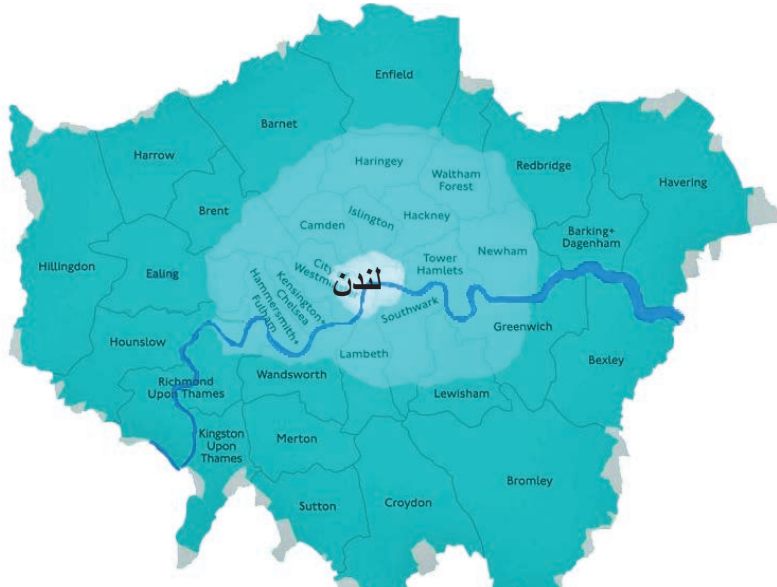 Enfield
Barnet
Harrow
Haringey
Waltham
Forest
Redbridge
Havering
Brent
Islington
Hackney
Camden
Barking+
Dagenham
Newham
Tower
Hamlets
Hillingdon
Ealing
City
لندن
Kensington+
Chelsea
Hammersmith+
Fulham
Southwark
Greenwich
Hounslow
Lambeth
Bexley
Richmond
Upon Thames
Wandsworth
Lewisham
Kingston
Upon
Thames
Merton
Bromley
Sutton
Croydon